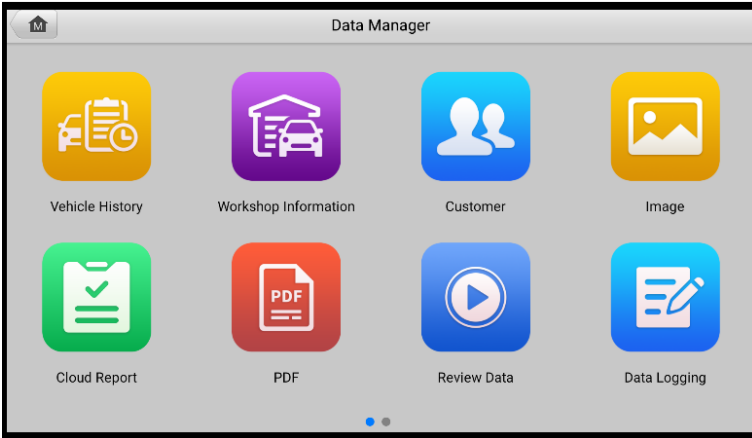 M
Data Manager
Vehicle History
Workshop Information
Customer
Image
PDF
Cloud Report
PDF
Review Data
Data Logging